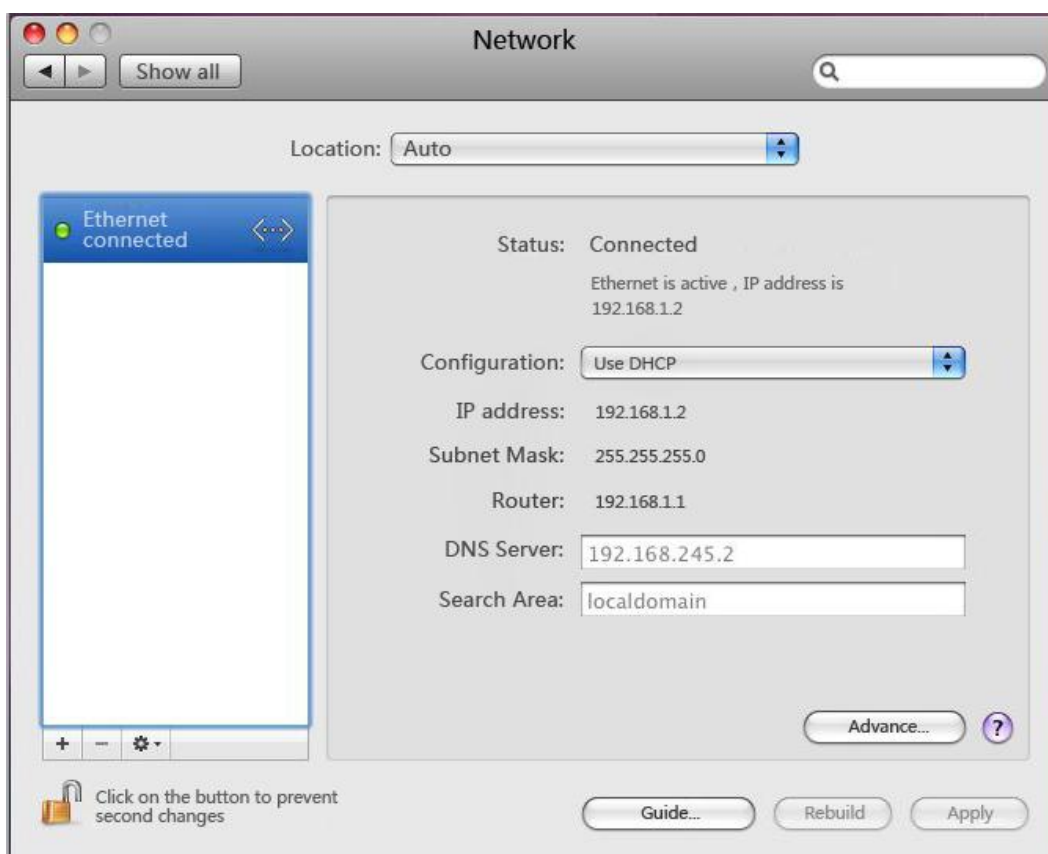 Network
Show all
Location: Auto
Ethernet
connected
Status: Connected
Ethernet is active , IP address is
192.168.1.2
Configuration: Use DHCP
IP address: 192.168.1.2
Subnet Mask: 255.255.255.0
Router: 192.168.1.1
DNS Server: 192.168.245.2
Search Area: localdomain
Advance... ?
Click on the button to prevent
second changes
Guide... Rebuild Apply